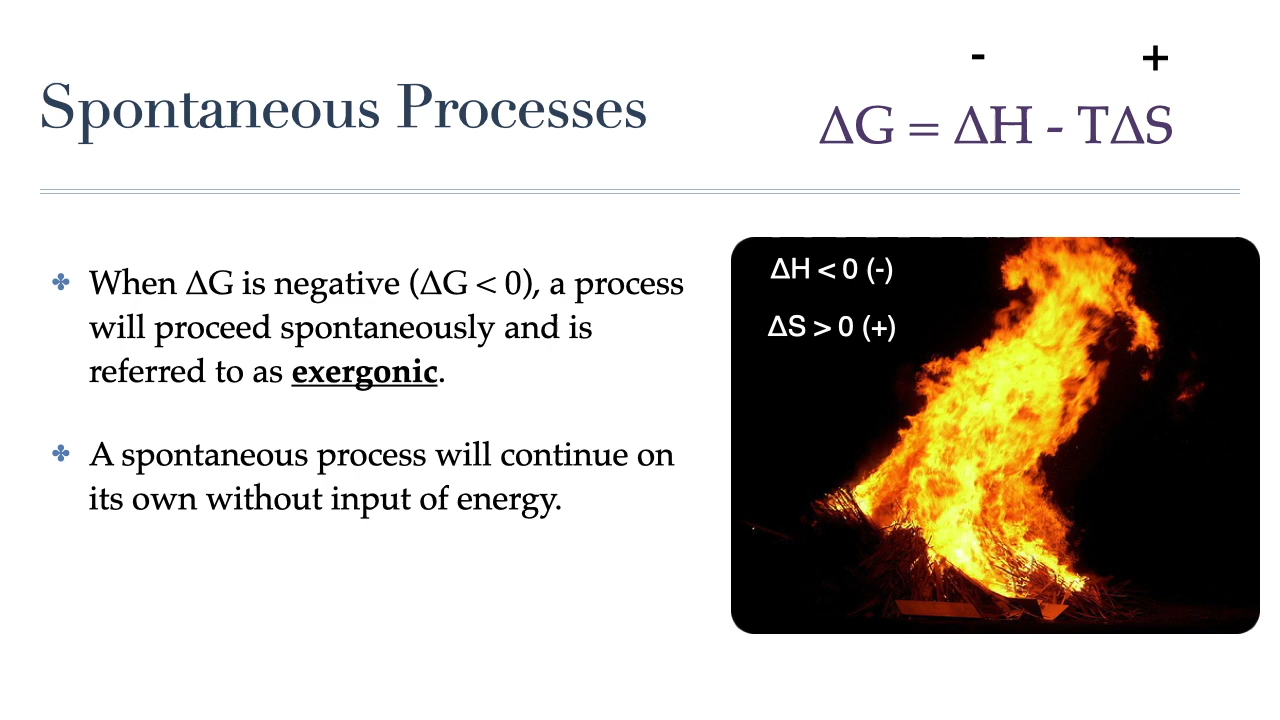 - +
Spontaneous Processes
ΔG = ΔH - TΔS
✤ When ΔG is negative (ΔG < 0), a process
will proceed spontaneously and is
referred to as exergonic.
✤ A spontaneous process will continue on
its own without input of energy.
ΔH < 0 (-)
ΔS > 0 (+)